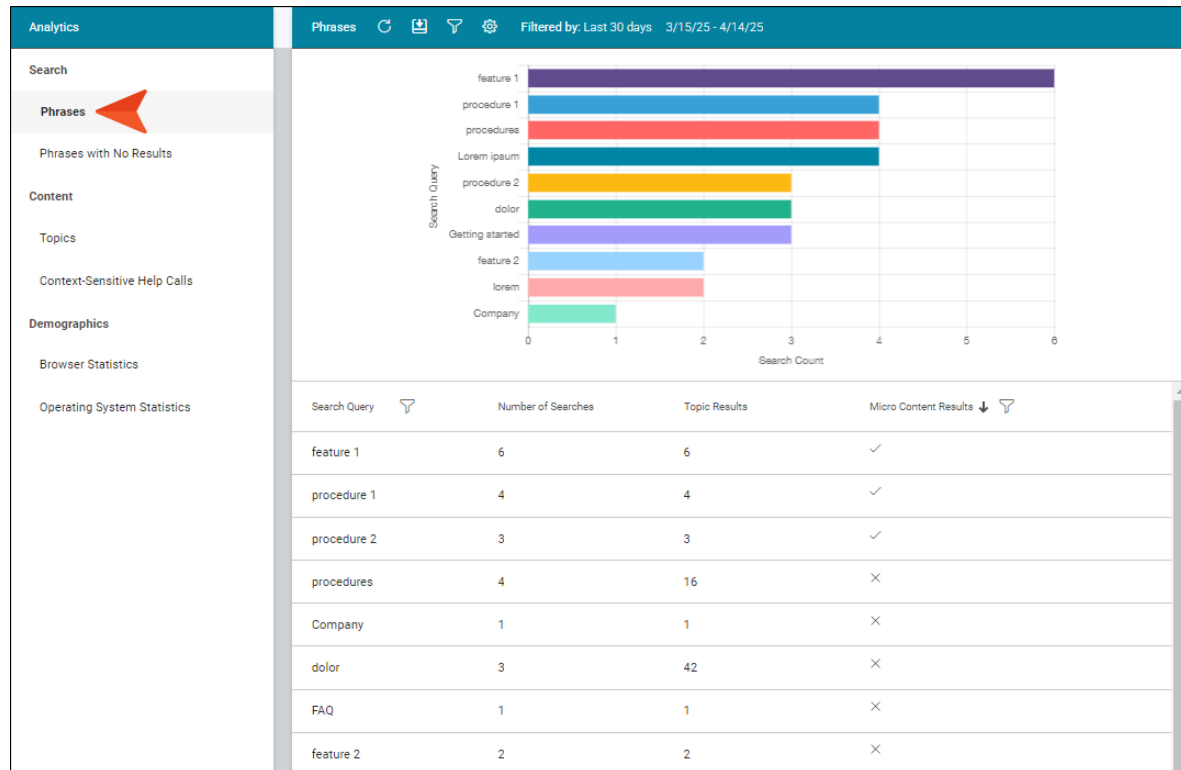 Analytics
Phrases Filtered by: Last 30 days 3/15/25 - 4/14/25
Search
Phrases
Phrases with No Results
Content
Topics
Context-Sensitive Help Calls
Demographics
Browser Statistics
Operating System Statistics
Search Query
feature 1
procedure 1
procedures
Lorem ipsum
procedure 2
dolor
Getting started
feature 2
lorem
Company
0 1 2 3 4 5 6
Search Count
Search Query Number of Searches Topic Results Micro Content Results
feature 1 6 6
procedure 1 4 4
procedure 2 3 3
procedures 4 16
Company 1 1
dolor 3 42
FAQ 1 1
feature 2 2 2